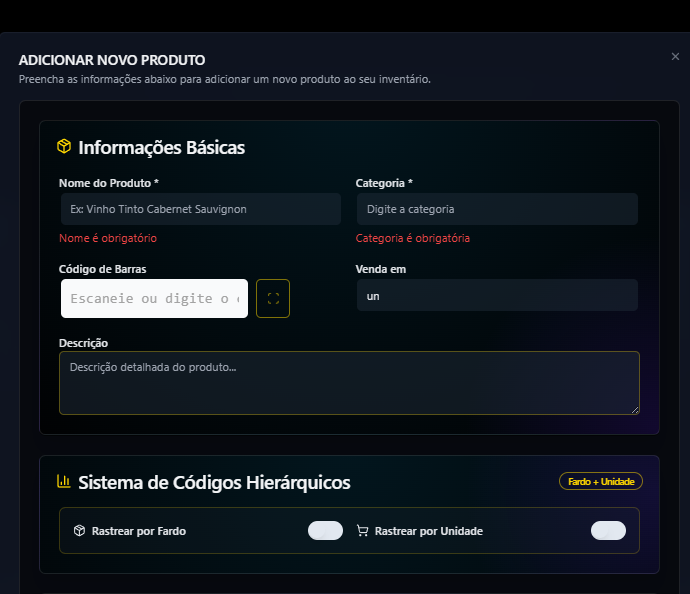 ADICIONAR NOVO PRODUTO
Preencha as informações abaixo para adicionar um novo produto ao seu inventário.
Informações Básicas
Nome do Produto *
Categoria *
Ex: Vinho Tinto Cabernet Sauvignon
Digite a categoria
Nome é obrigatório
Categoria é obrigatória
Código de Barras
Venda em
Escaneie ou digite o
un
Descrição
Descrição detalhada do produto...
Sistema de Códigos Hierárquicos
Fardo + Unidade
Rastrear por Fardo
Rastrear por Unidade